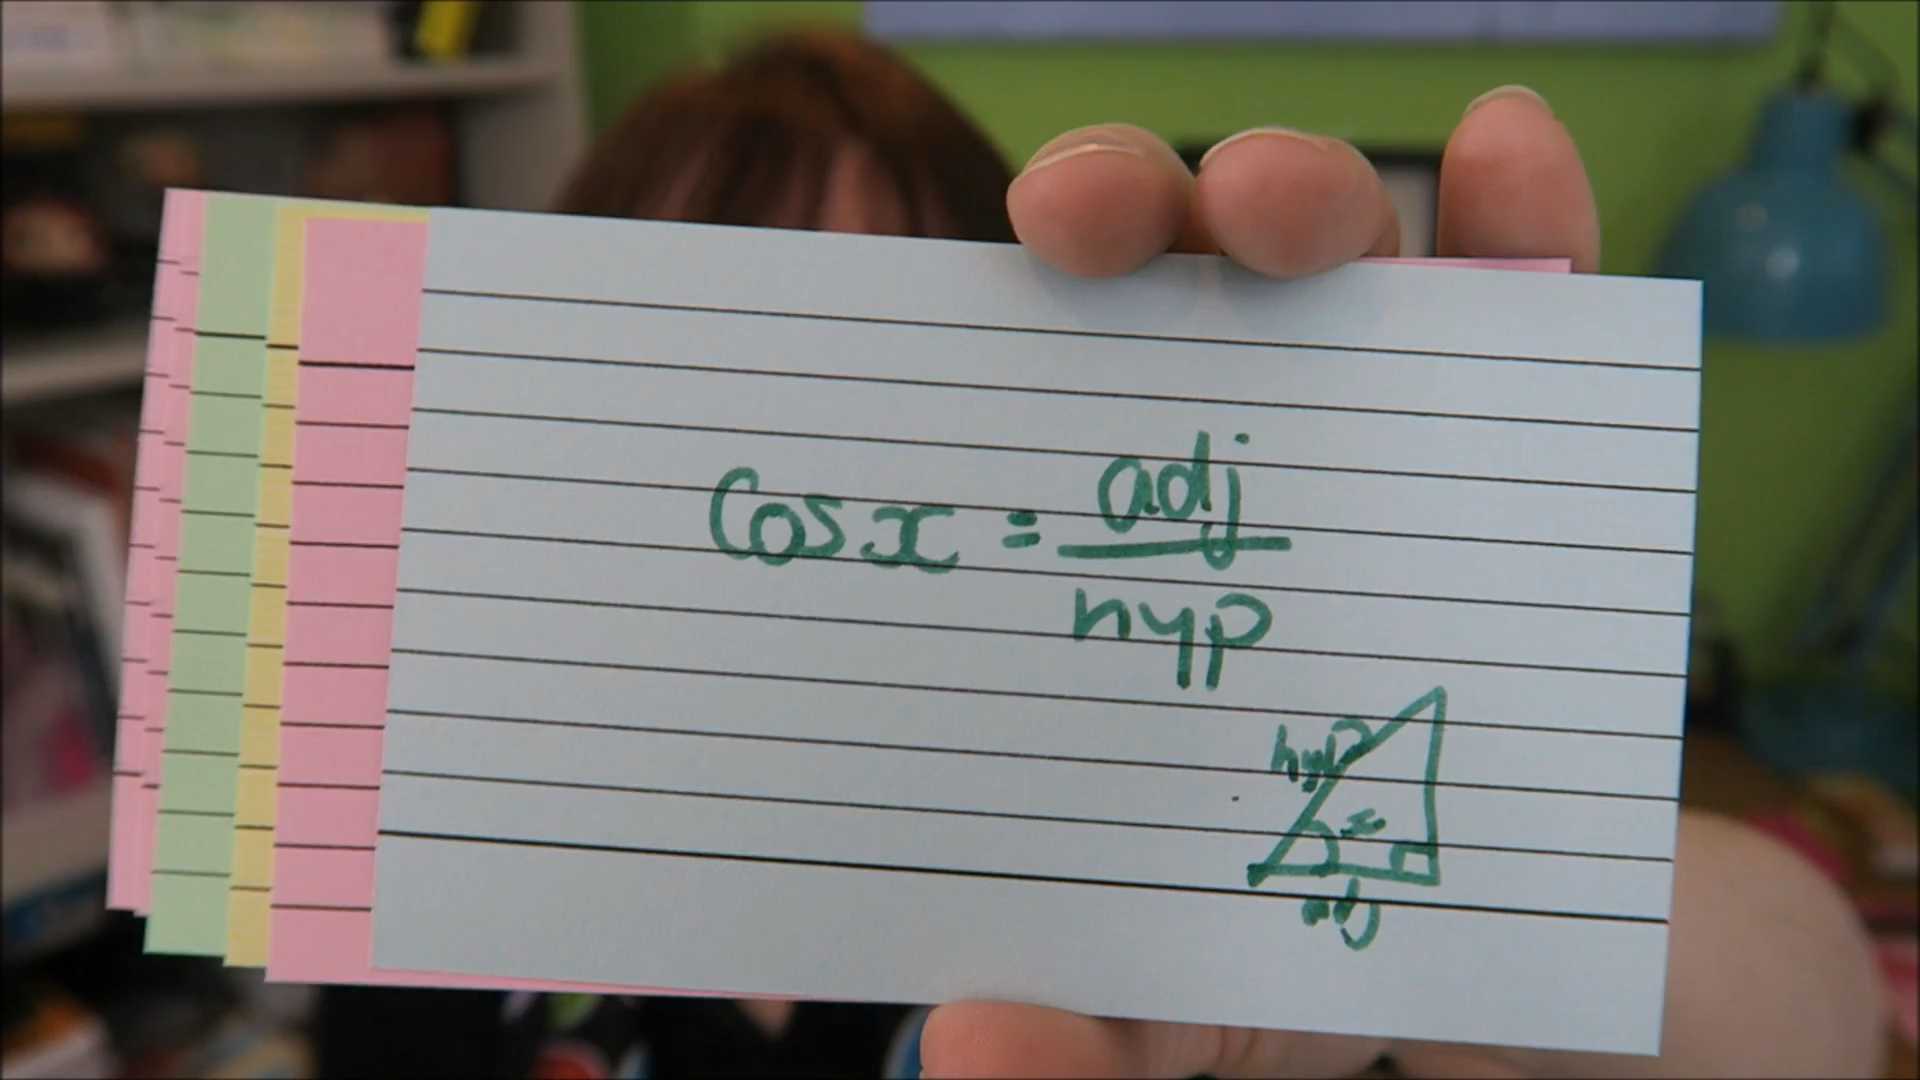 Cos x = adj
hyp
hyp
x
adj